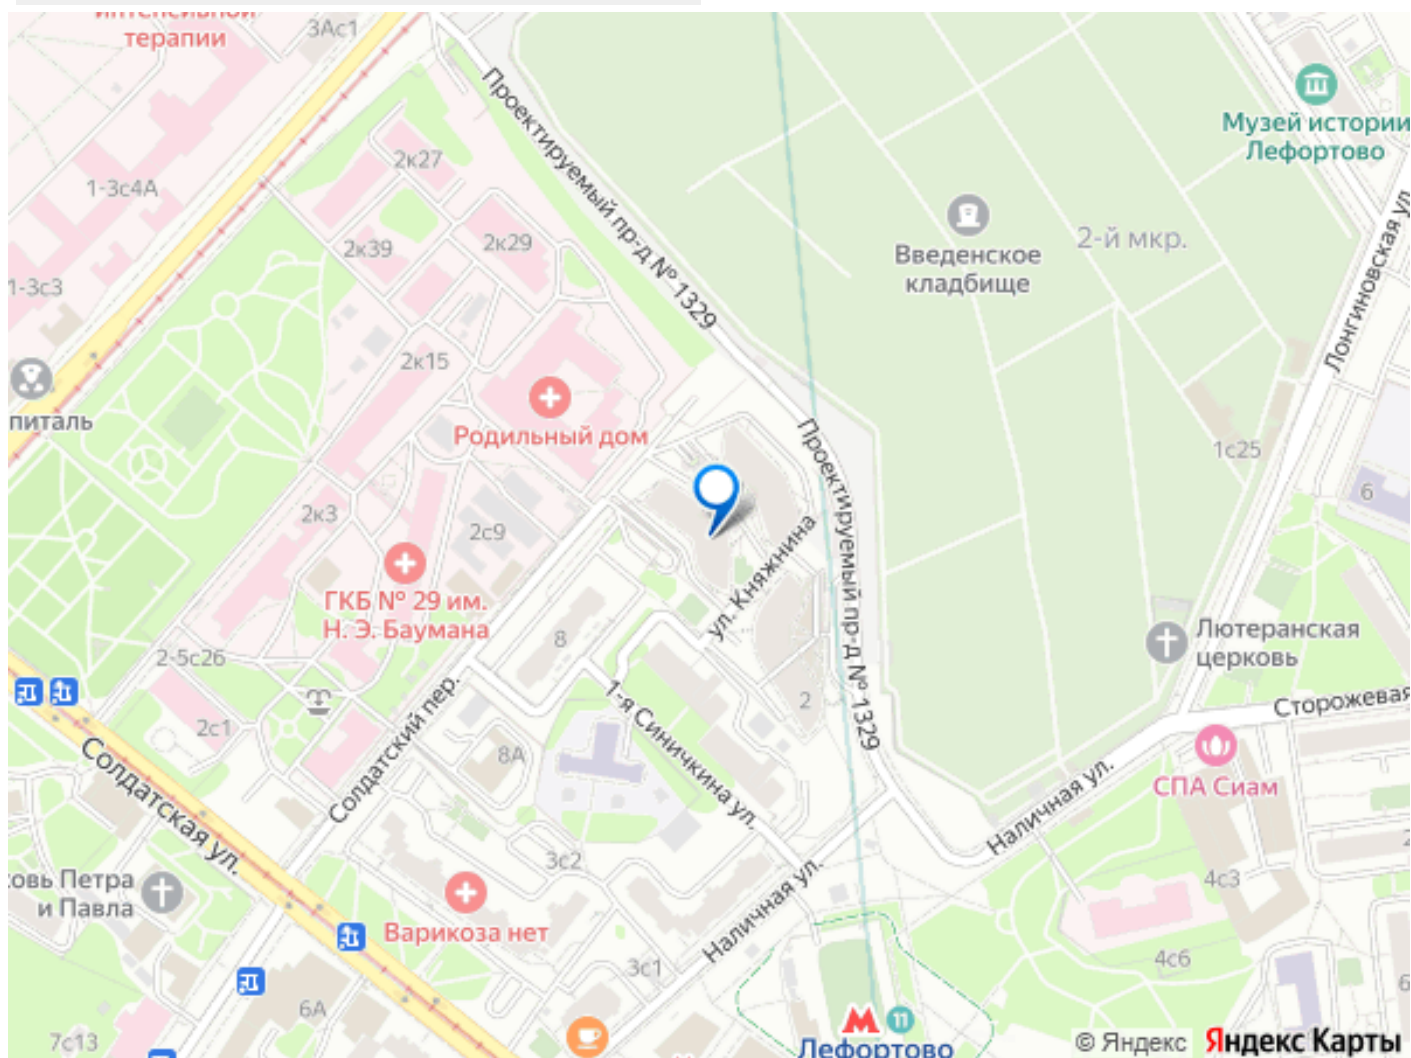 интенсивной
терапии
3Ас1
Проектируемый пр-д № 1329
Музей истории
Лефортово
2к27
1-3с4А
2к39
2к29
Введенское
кладбище
2-й мкр.
Лонгиновская ул
1-3с3
2к15
питаль
Родильный дом
Проектируемый пр-д № 1329
1с25
6
2к3
2с9
ул. Княжнина
ГКБ № 29 им.
Н. Э. Баумана
8
Лютеранская
церковь
2-5с26
2
2с1
Солдатский пер.
1-я Синичкина ул.
8А
Сторожевая
СПА Сиам
Солдатская ул.
Наличная ул.
3с2
овь Петра
и Павла
4с3
Варикоза нет
Наличная ул.
3с1
4с6
6А
7с13
11
Лефортово
© Яндекс Яндекс Карты